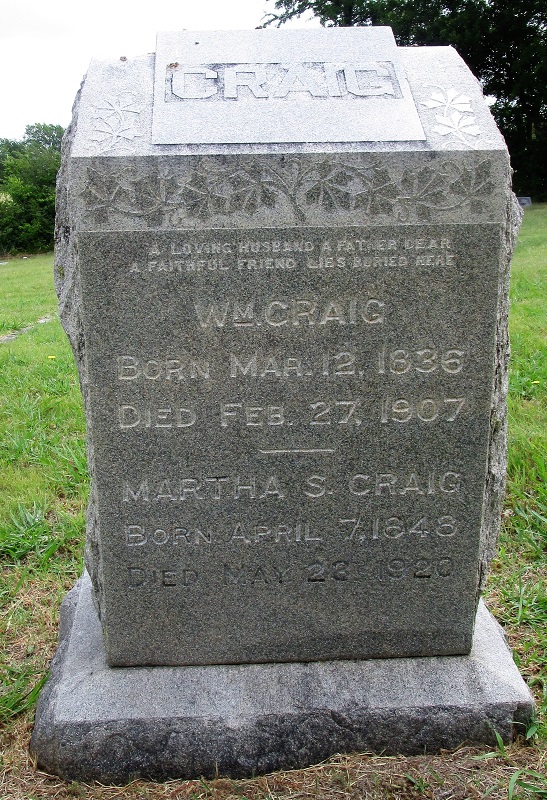 CRAIG
A LOVING HUSBAND A FATHER DEAR
A FAITHFUL FRIEND LIES BURIED HERE
WM. CRAIG
BORN MAR. 12, 1836
DIED FEB. 27, 1907
MARTHA S. CRAIG
BORN APRIL 7, 1848
DIED MAY 23 1920